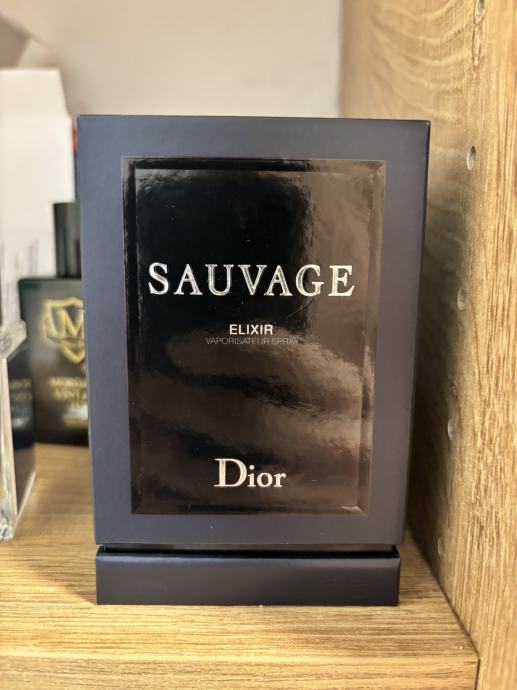 SAUVAGE
ELIXIR
VAPORISATEUR SPRAY
Dior
M